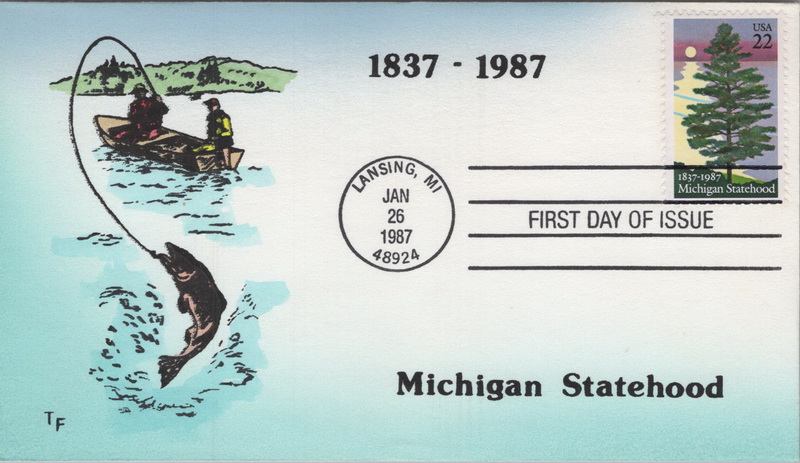 1837 - 1987
USA
22
1837-1987
Michigan Statehood
LANSING, MI
JAN
26
1987
48924
FIRST DAY OF ISSUE
Michigan Statehood
TF